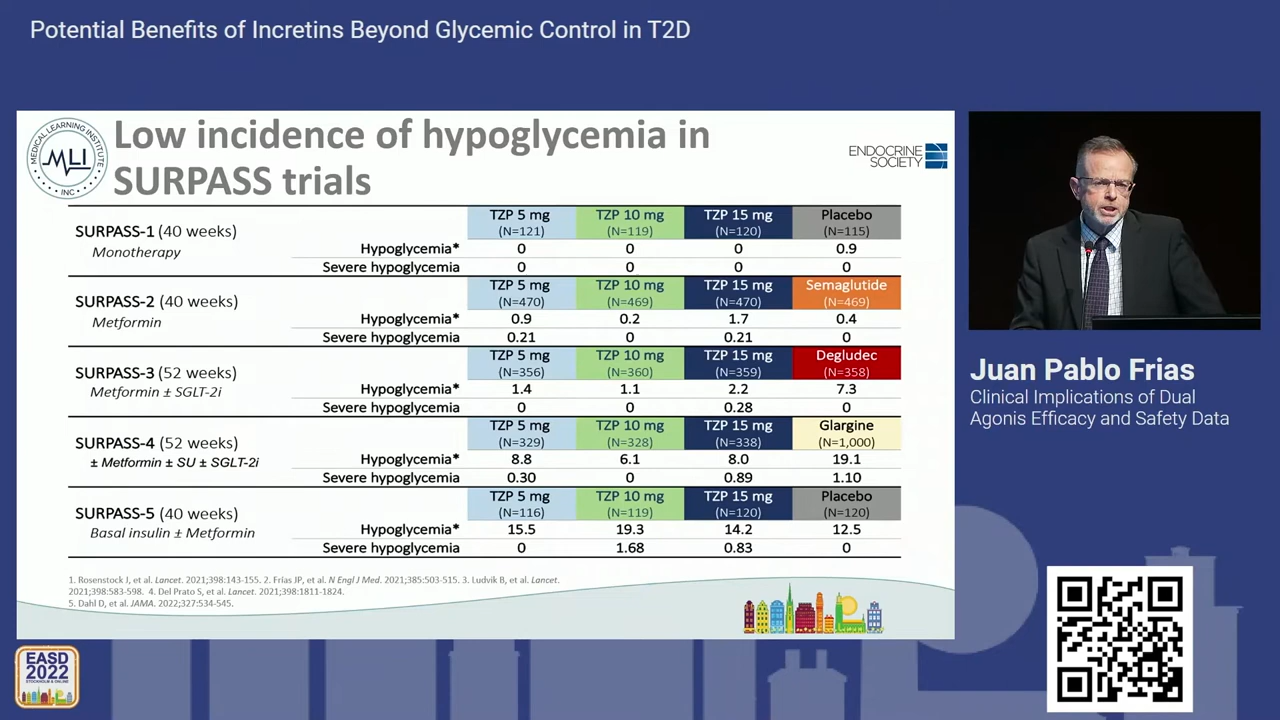 Potential Benefits of Incretins Beyond Glycemic Control in T2D
MEDICAL LEARNING INSTITUTE
MLI
INC
Low incidence of hypoglycemia in
SURPASS trials
ENDOCRINE
SOCIETY
SURPASS-1 (40 weeks)
Monotherapy
TZP 5 mg TZP 10 mg TZP 15 mg Placebo
(N=121) (N=119) (N=120) (N=115)
Hypoglycemia* 0 0 0 0.9
Severe hypoglycemia 0 0 0 0
SURPASS-2 (40 weeks)
Metformin
TZP 5 mg TZP 10 mg TZP 15 mg Semaglutide
(N=470) (N=469) (N=470) (N=469)
Hypoglycemia* 0.9 0.2 1.7 0.4
Severe hypoglycemia 0.21 0 0.21 0
SURPASS-3 (52 weeks)
Metformin ± SGLT-2i
TZP 5 mg TZP 10 mg TZP 15 mg Degludec
(N=356) (N=360) (N=359) (N=358)
Hypoglycemia* 1.4 1.1 2.2 7.3
Severe hypoglycemia 0 0 0.28 0
SURPASS-4 (52 weeks)
± Metformin ± SU ± SGLT-2i
TZP 5 mg TZP 10 mg TZP 15 mg Glargine
(N=329) (N=328) (N=338) (N=1,000)
Hypoglycemia* 8.8 6.1 8.0 19.1
Severe hypoglycemia 0.30 0 0.89 1.10
SURPASS-5 (40 weeks)
Basal insulin ± Metformin
TZP 5 mg TZP 10 mg TZP 15 mg Placebo
(N=116) (N=119) (N=120) (N=120)
Hypoglycemia* 15.5 19.3 14.2 12.5
Severe hypoglycemia 0 1.68 0.83 0
1. Rosenstock J, et al. Lancet. 2021;398:143-155. 2. Frías JP, et al. N Engl J Med. 2021;385:503-515. 3. Ludvik B, et al. Lancet.
2021;398:583-598. 4. Del Prato S, et al. Lancet. 2021;398:1811-1824.
5. Dahl D, et al. JAMA. 2022;327:534-545.
Juan Pablo Frias
Clinical Implications of Dual
Agonis Efficacy and Safety Data
EASD
2022
STOCKHOLM & ONLINE